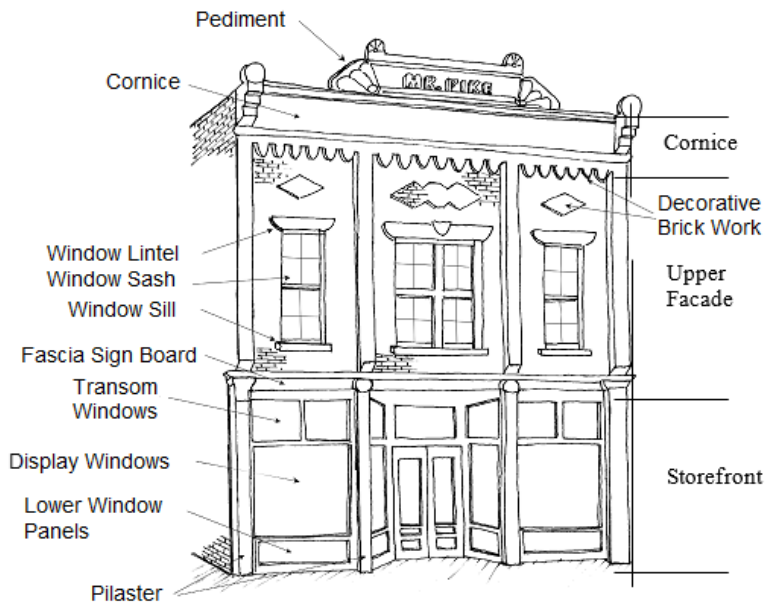 Pediment
Cornice
MR. PIKE
Cornice
Decorative
Brick Work
Window Lintel
Window Sash
Window Sill
Upper
Facade
Fascia Sign Board
Transom
Windows
Display Windows
Storefront
Lower Window
Panels
Pilaster